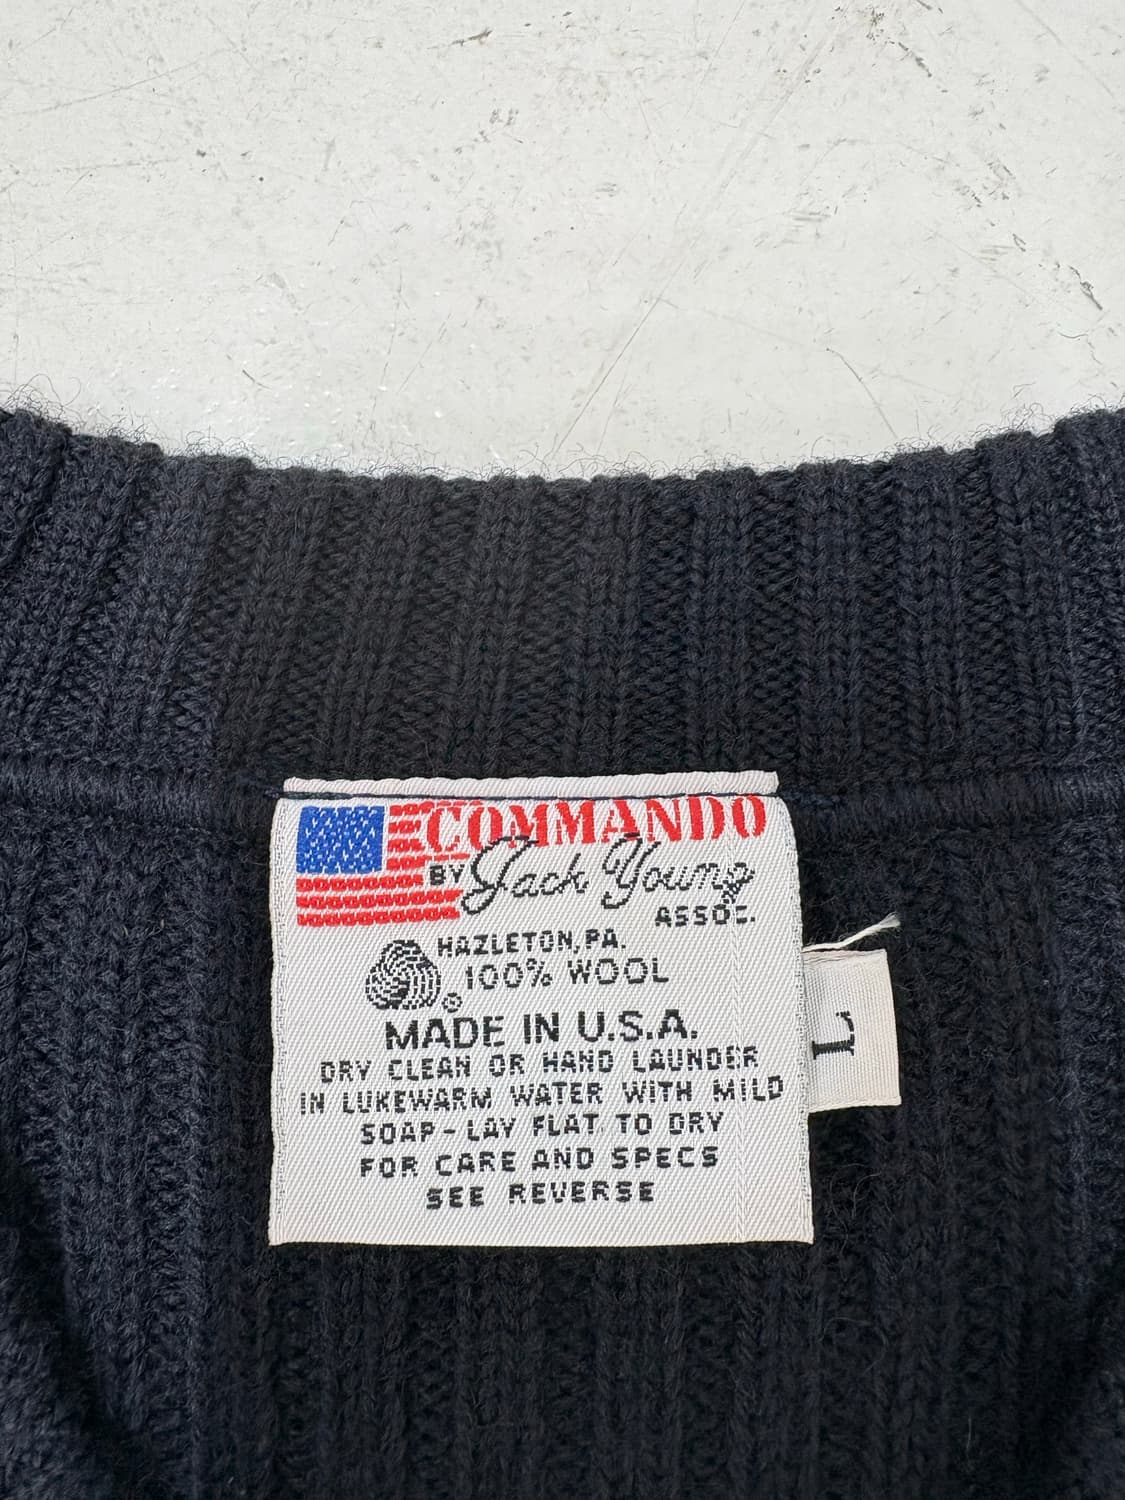 COMMANDO
BY Jack Young
ASSOC.
HAZLETON, PA.
100% WOOL
®
MADE IN U.S.A.
DRY CLEAN OR HAND LAUNDER
IN LUKEWARM WATER WITH MILD
SOAP-LAY FLAT TO DRY
FOR CARE AND SPECS
SEE REVERSE
L